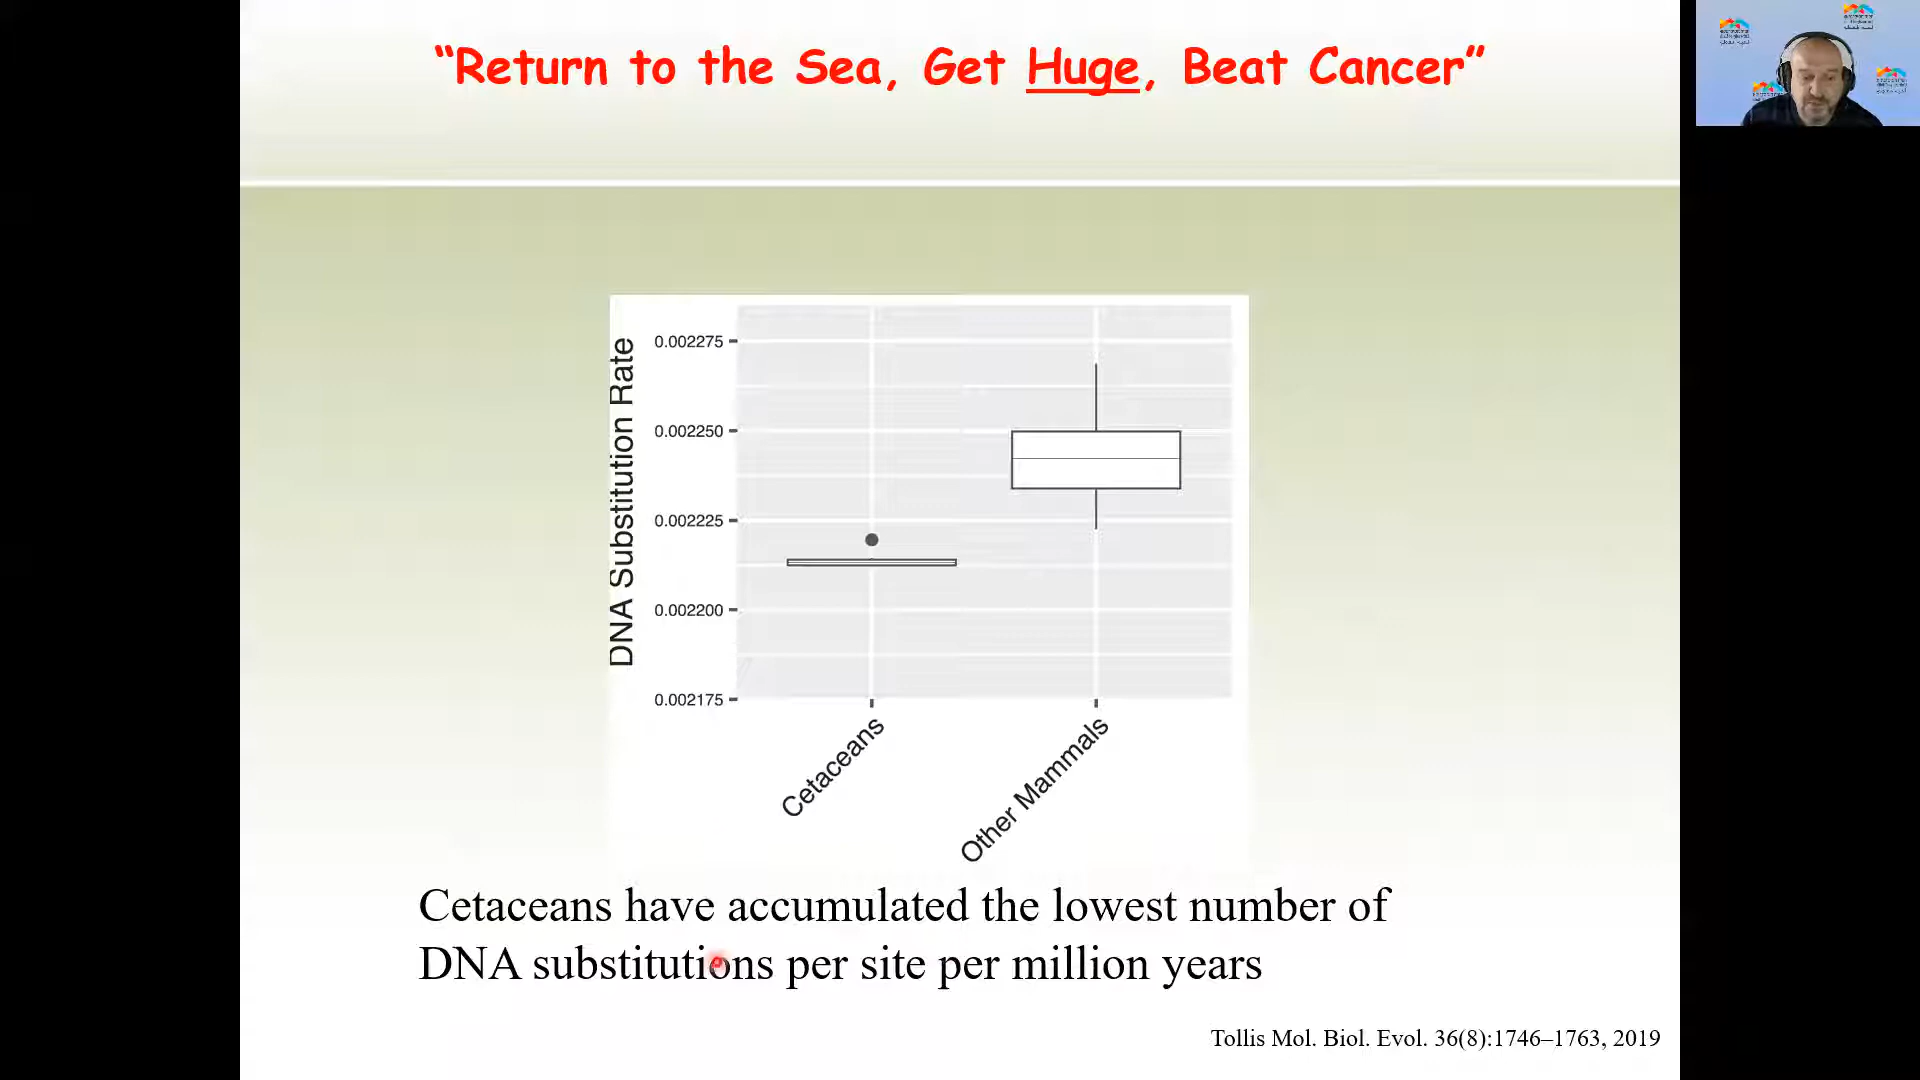 “Return to the Sea, Get Huge, Beat Cancer”
DNA Substitution Rate
0.002275
0.002250
0.002225
0.002200
0.002175
Cetaceans
Other Mammals
Cetaceans have accumulated the lowest number of
DNA substitutions per site per million years
Tollis Mol. Biol. Evol. 36(8):1746–1763, 2019